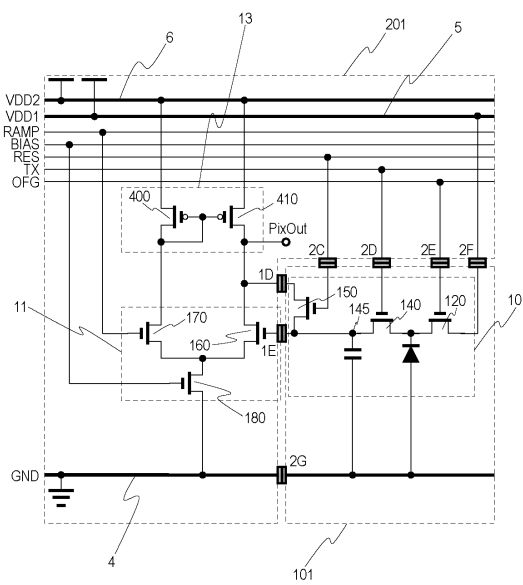 201
13
6
5
VDD2
VDD1
RAMP
BIAS
RES
TX
OFG
400
410
PixOut
2C
2D
2E
2F
1D
150
145
140
120
10
11
170
160
1E
180
2G
GND
4
101